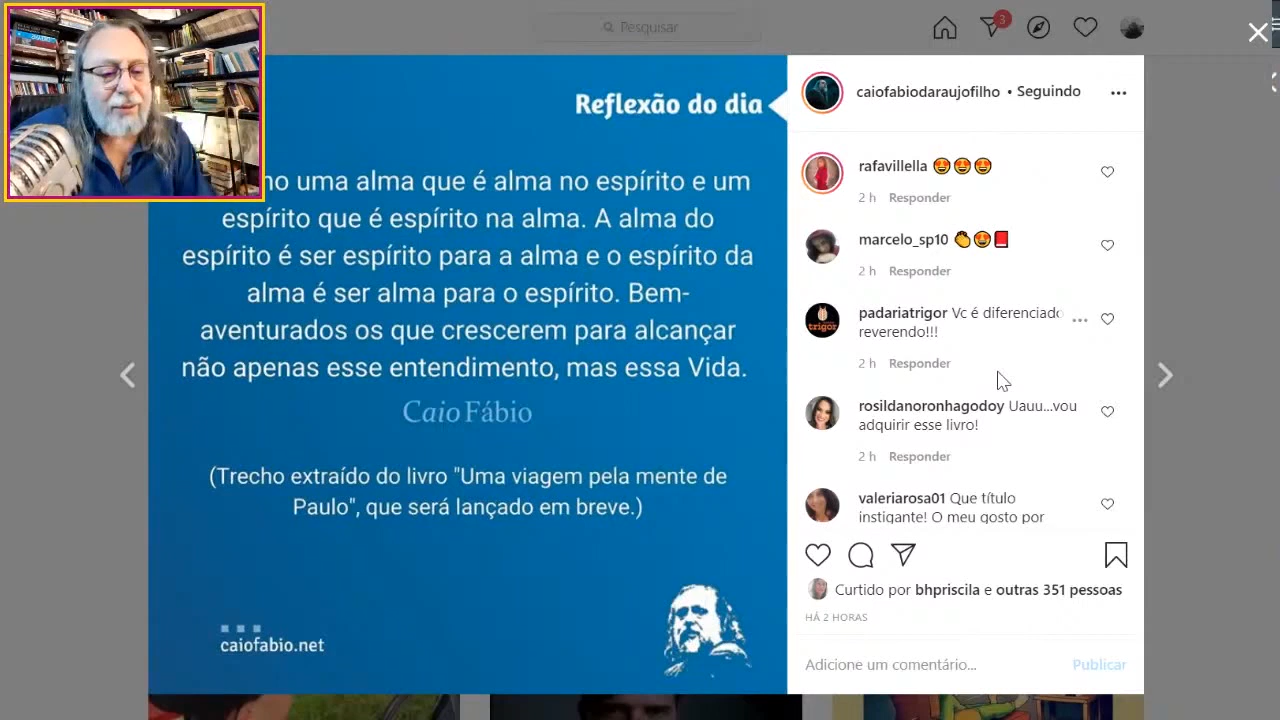 Pesquisar
3
Reflexão do dia
uma alma que é alma no espírito e um
espírito que é espírito na alma. A alma do
espírito é ser espírito para a alma e o espírito da
alma é ser alma para o espírito. Bem-
aventurados os que crescerem para alcançar
não apenas esse entendimento, mas essa Vida.
Caio Fábio
(Trecho extraído do livro "Uma viagem pela mente de
Paulo", que será lançado em breve.)
caiofabio.net
caiofabiodaraujofilho • Seguindo
rafavillella 😍😍😍
2 h Responder
marcelo_sp10 👏😍📕
2 h Responder
padariatrigor Vc é diferenciado
reverendo!!!
2 h Responder
trigor
rosildanoronhagodoy Uauu...vou
adquirir esse livro!
2 h Responder
valeriarosa01 Que título
instigante! O meu gosto por
Curtido por bhpriscila e outras 351 pessoas
HÁ 2 HORAS
Adicione um comentário...
Publicar